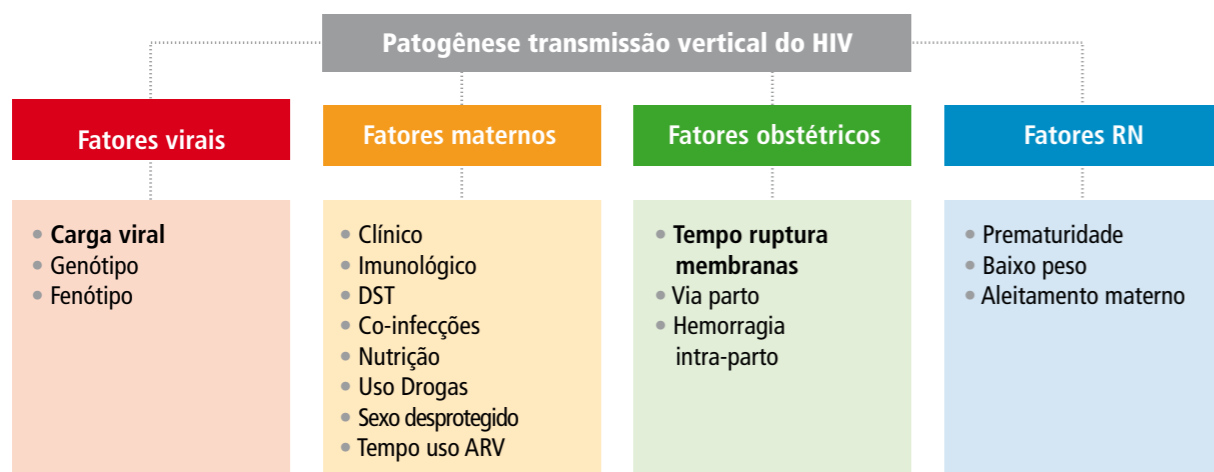 Patogênese transmissão vertical do HIV
Fatores virais
• Carga viral
• Genótipo
• Fenótipo
Fatores maternos
• Clínico
• Imunológico
• DST
• Co-infecções
• Nutrição
• Uso Drogas
• Sexo desprotegido
• Tempo uso ARV
Fatores obstétricos
• Tempo ruptura
membranas
• Via parto
• Hemorragia
intra-parto
Fatores RN
• Prematuridade
• Baixo peso
• Aleitamento materno